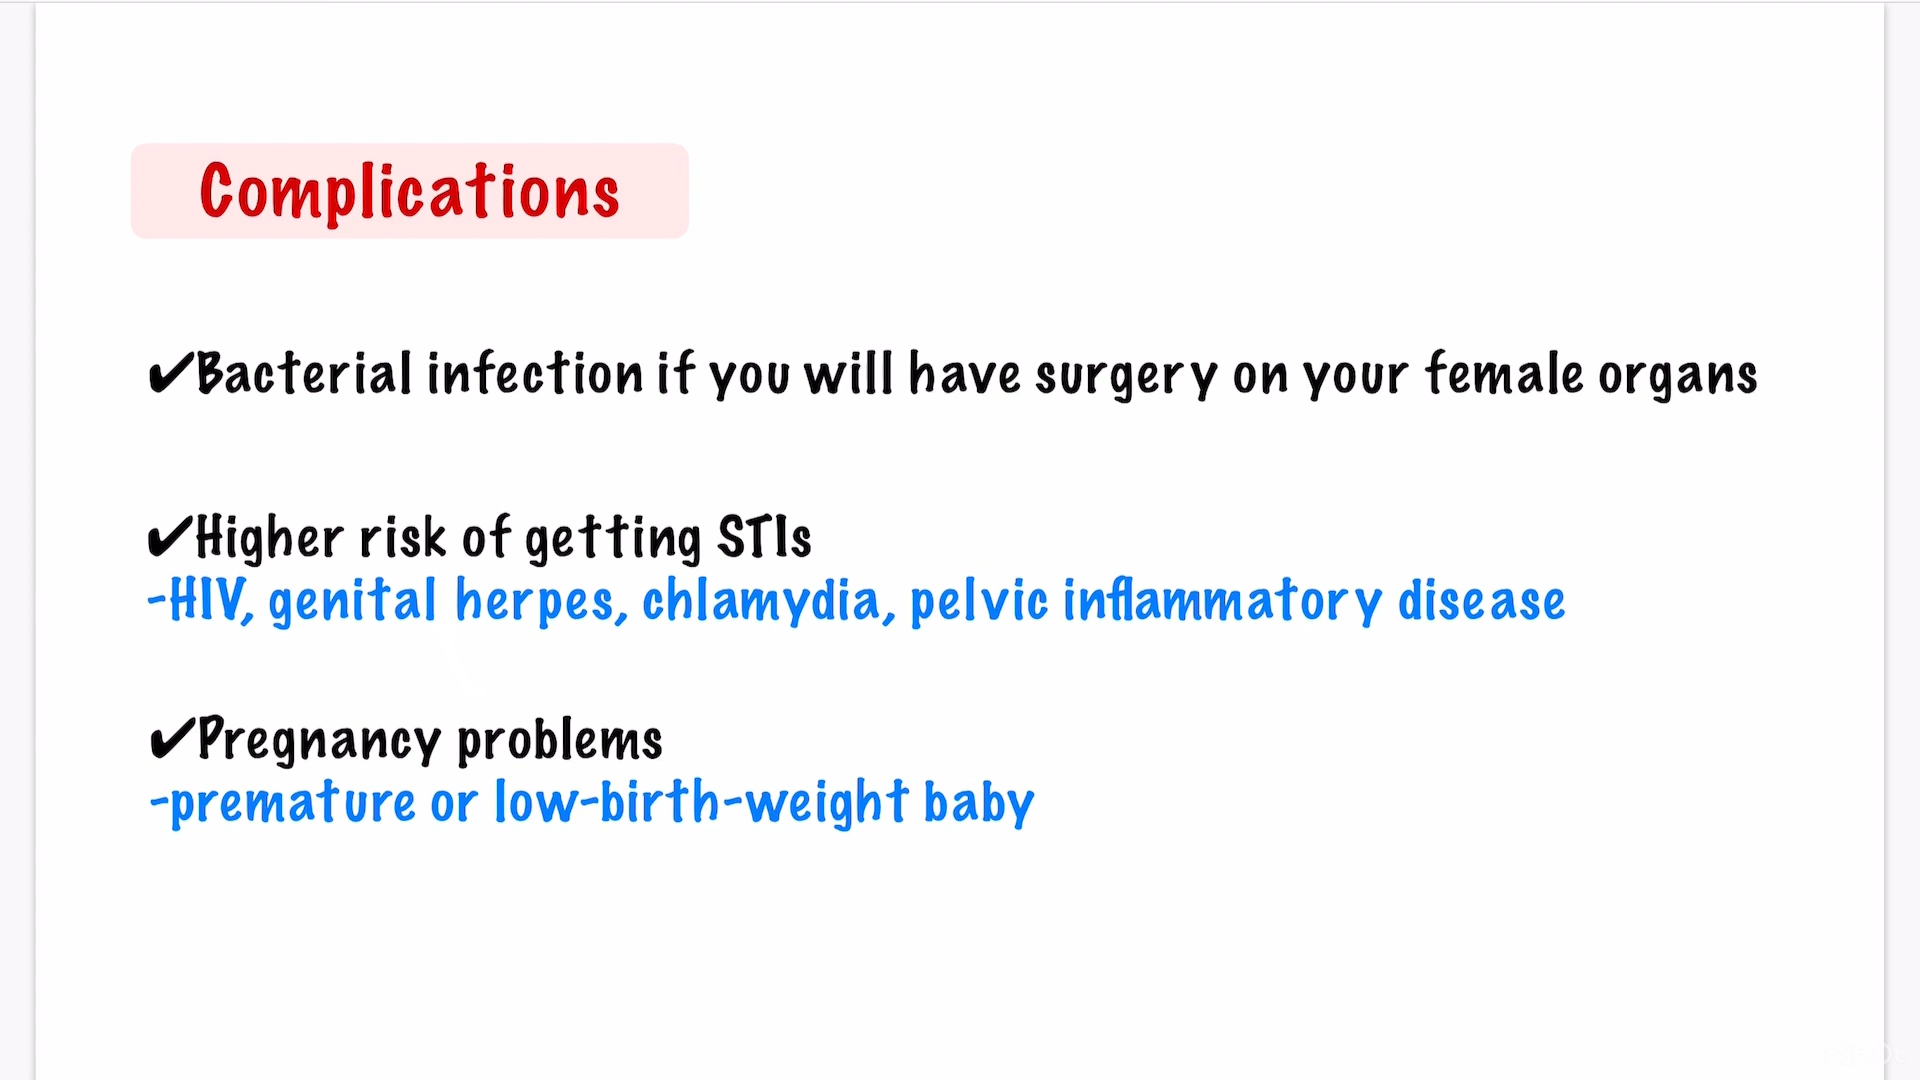 Complications
✔Bacterial infection if you will have surgery on your female organs
✔Higher risk of getting STIs
-HIV, genital herpes, chlamydia, pelvic inflammatory disease
✔Pregnancy problems
-premature or low-birth-weight baby